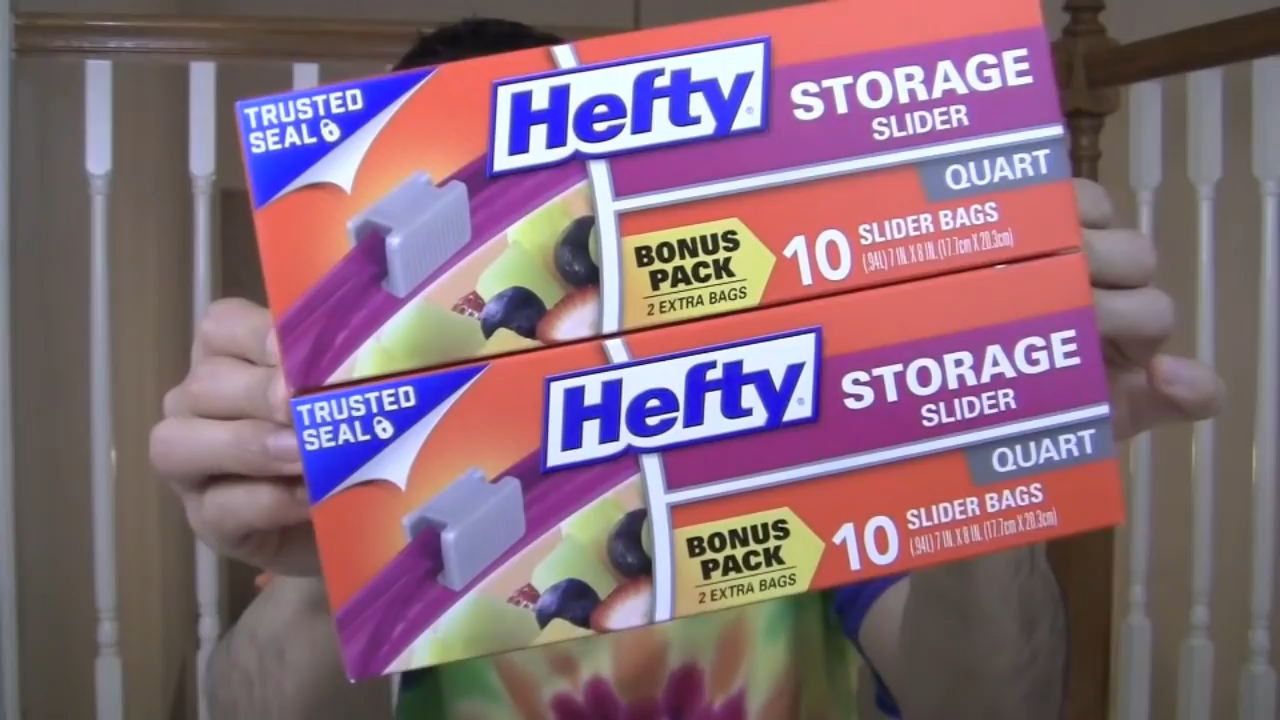 TRUSTED
SEAL
Hefty
STORAGE
SLIDER
QUART
BONUS
PACK
2 EXTRA BAGS
10 SLIDER BAGS
(.94L) 7 IN. X 8 IN. (17.7cm X 20.3cm)
TRUSTED
SEAL
Hefty
STORAGE
SLIDER
QUART
BONUS
PACK
2 EXTRA BAGS
10 SLIDER BAGS
(.94L) 7 IN. X 8 IN. (17.7cm X 20.3cm)